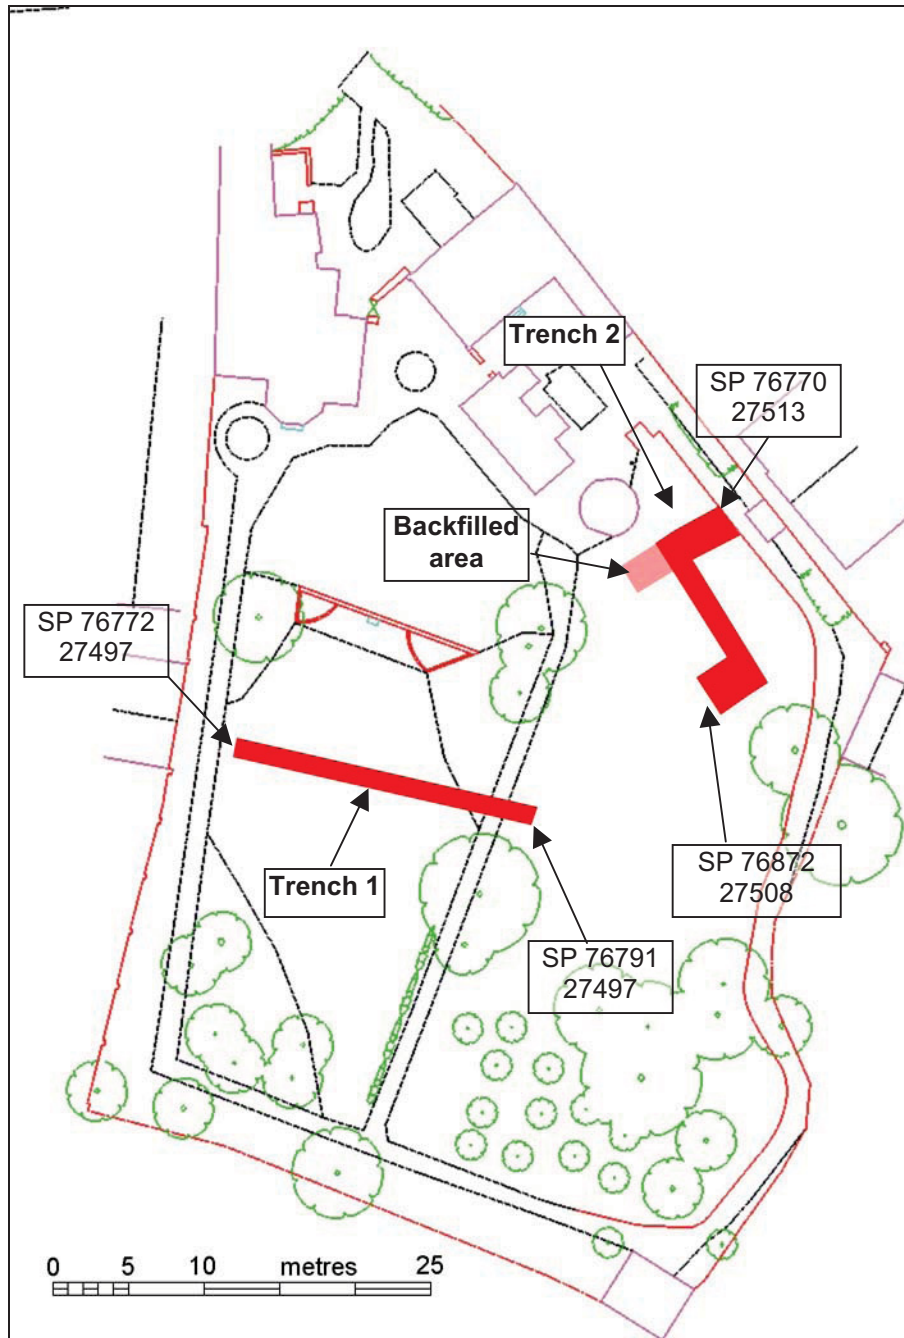 Trench 2
SP 76770
27513
Backfilled
area
SP 76772
27497
Trench 1
SP 76872
27508
SP 76791
27497
0 5 10 metres 25